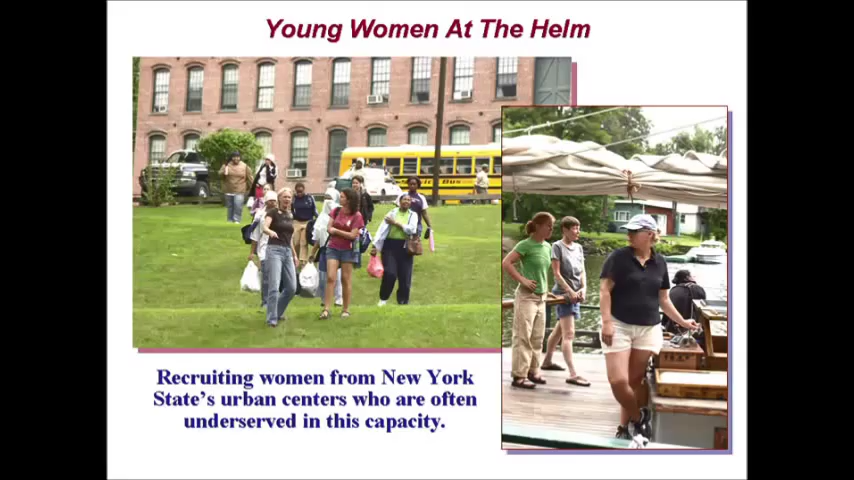 Young Women At The Helm
Recruiting women from New York
State's urban centers who are often
underserved in this capacity.